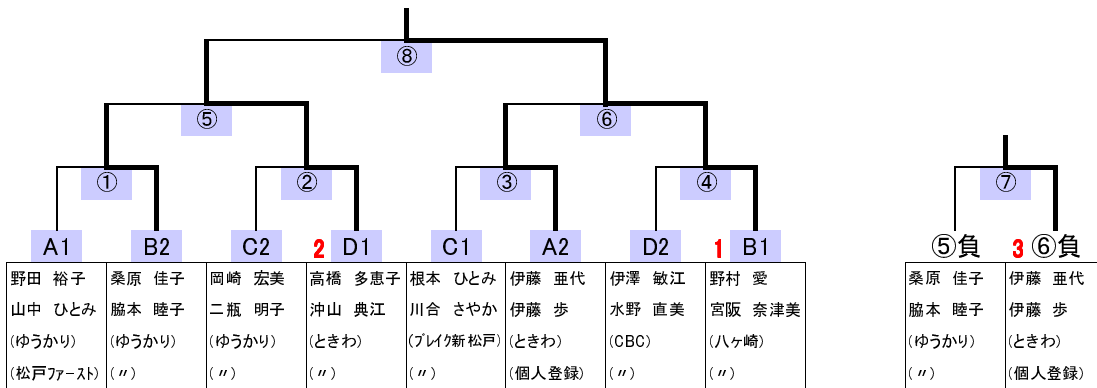 ⑧
⑤ ⑥
① ② ③ ④ ⑦
A1 B2 C2 2 D1 C1 A2 D2 1 B1 ⑤負 3 ⑥負
野田 裕子 桑原 佳子 岡崎 宏美 高橋 多恵子 根本 ひとみ 伊藤 亜代 伊澤 敏江 野村 愛 桑原 佳子 伊藤 亜代
山中 ひとみ 脇本 睦子 二瓶 明子 沖山 典江 川合 さやか 伊藤 歩 水野 直美 宮阪 奈津美 脇本 睦子 伊藤 歩
(ゆうかり) (ゆうかり) (ゆうかり) (ときわ) (ブレイク新松戸) (ときわ) (CBC) (八ヶ崎) (ゆうかり) (ときわ)
(松戸ファースト) (〃) (〃) (〃) (〃) (個人登録) (〃) (〃) (〃) (個人登録)